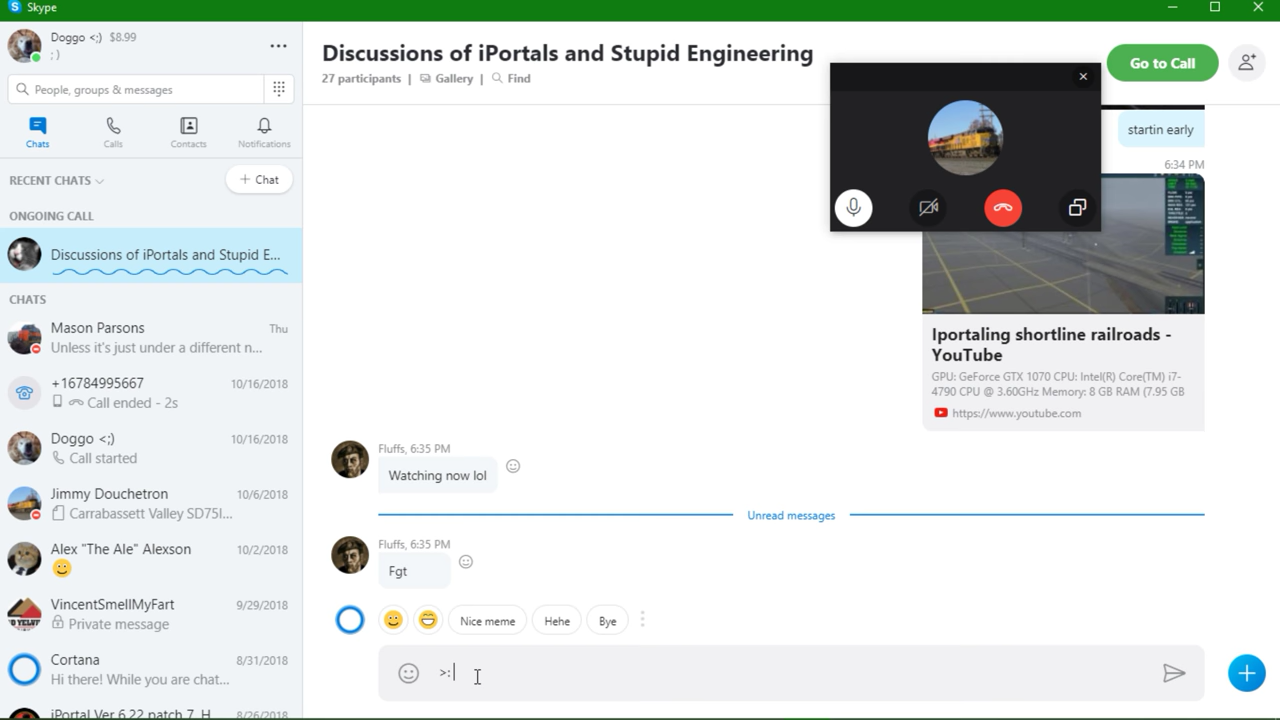 Skype
Doggo <;) $8.99
;)
People, groups & messages
Chats
Calls
Contacts
Notifications
RECENT CHATS
+ Chat
ONGOING CALL
Discussions of iPortals and Stupid E...
CHATS
Mason Parsons Thu
Unless it's just under a different n...
+16784995667 10/16/2018
Call ended - 2s
Doggo <;) 10/16/2018
Call started
Jimmy Douchetron 10/6/2018
Carrabassett Valley SD75I...
Alex "The Ale" Alexson 10/2/2018
VincentSmellMyFart 9/29/2018
Private message
Cortana 8/31/2018
Hi there! While you are chat...
iPortal Ver 6.22 patch 7, H... 8/26/2018
Discussions of iPortals and Stupid Engineering
27 participants | Gallery | Find
Go to Call
startin early
6:34 PM
Iportaling shortline railroads -
YouTube
GPU: GeForce GTX 1070 CPU: Intel(R) Core(TM) i7-
4790 CPU @ 3.60GHz Memory: 8 GB RAM (7.95 GB
https://www.youtube.com
Fluffs, 6:35 PM
Watching now lol
Unread messages
Fluffs, 6:35 PM
Fgt
Nice meme
Hehe
Bye
>: